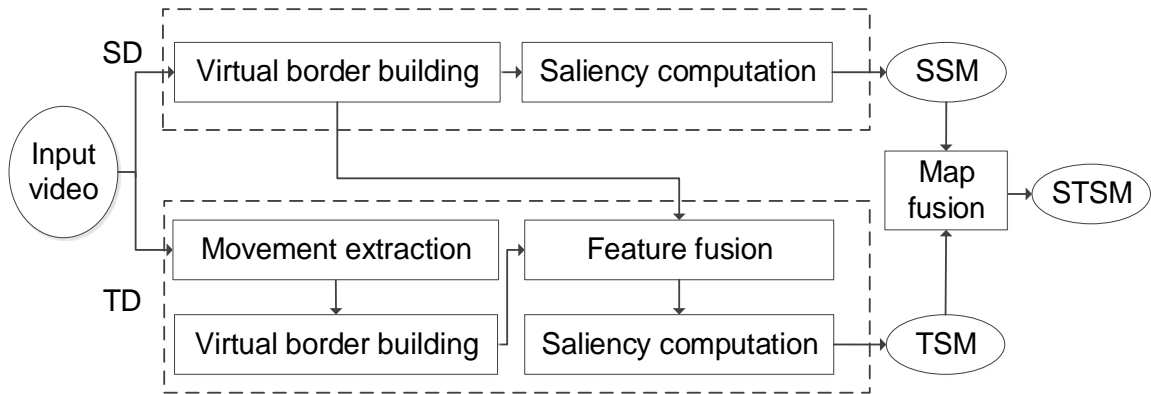 SD
Virtual border building
Saliency computation
SSM
Input
video
Map
fusion
STSM
Movement extraction
Feature fusion
TD
Virtual border building
Saliency computation
TSM